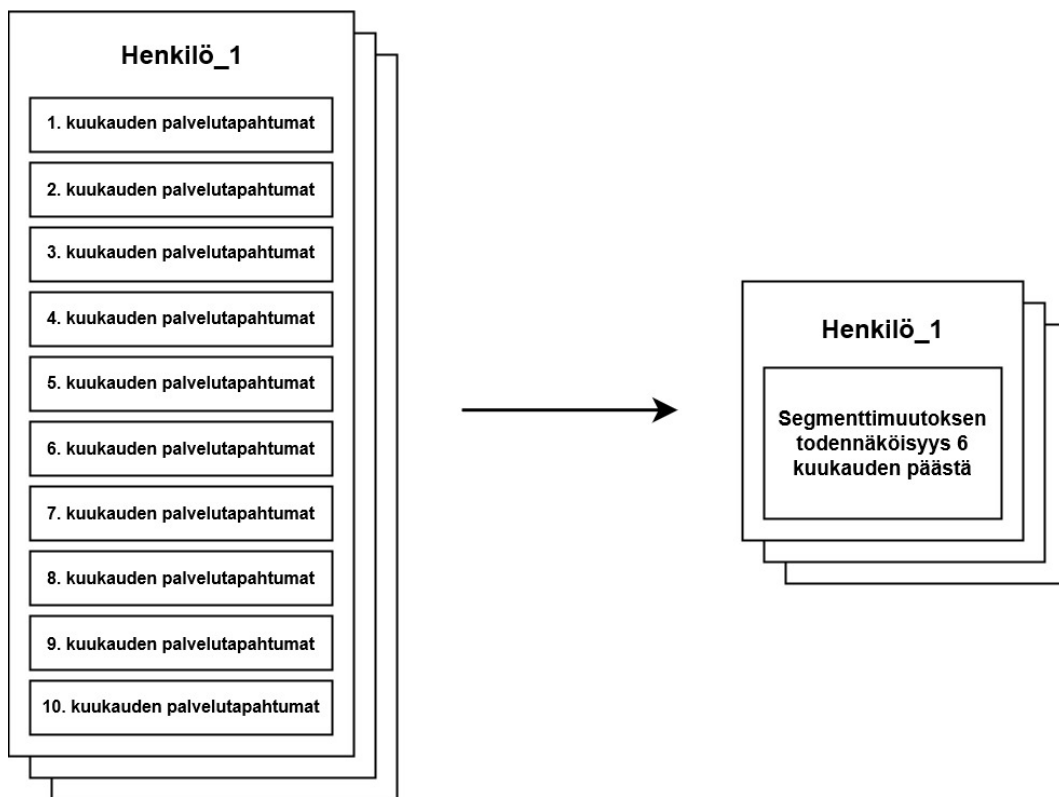 Henkilö_1
1. kuukauden palvelutapahtumat
2. kuukauden palvelutapahtumat
3. kuukauden palvelutapahtumat
4. kuukauden palvelutapahtumat
5. kuukauden palvelutapahtumat
6. kuukauden palvelutapahtumat
7. kuukauden palvelutapahtumat
8. kuukauden palvelutapahtumat
9. kuukauden palvelutapahtumat
10. kuukauden palvelutapahtumat
Henkilö_1
Segmenttimuutoksen
todennäköisyys 6
kuukauden päästä